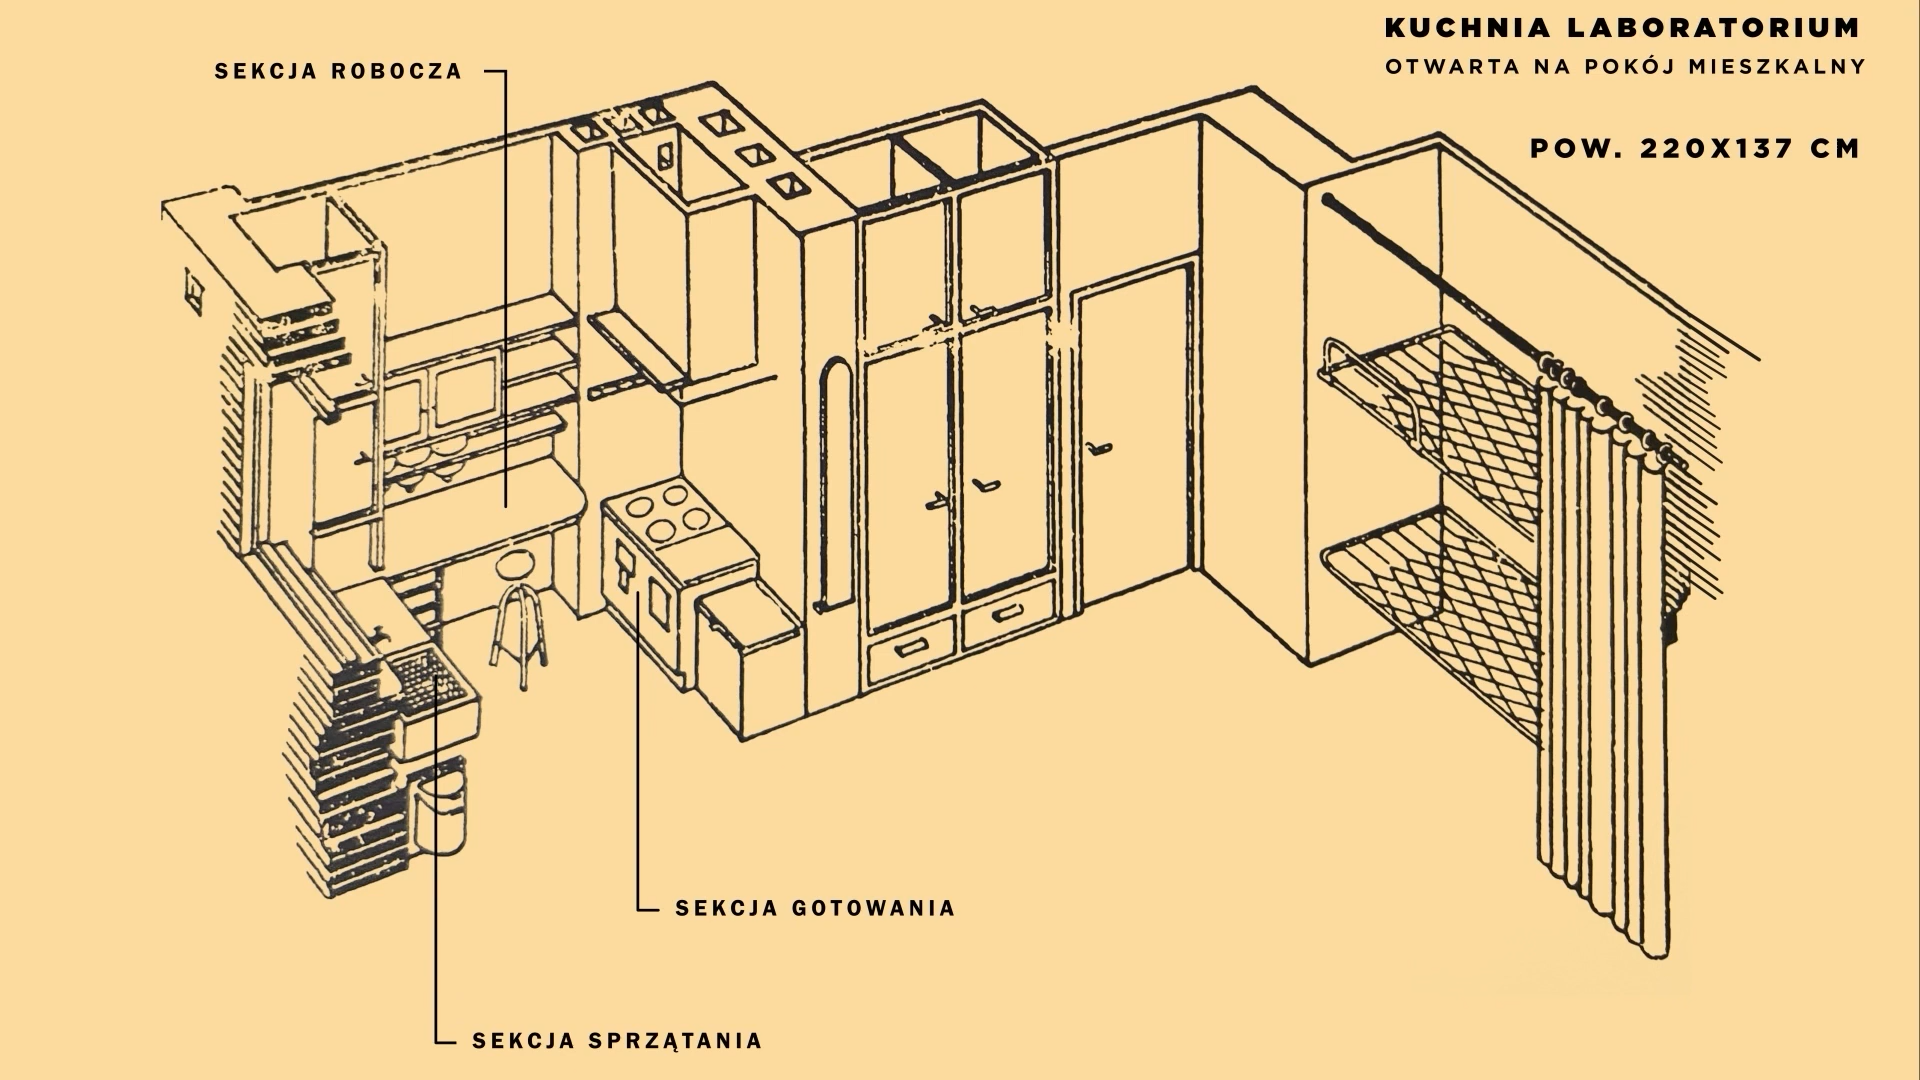 KUCHNIA LABORATORIUM
OTWARTA NA POKÓJ MIESZKALNY
POW. 220X137 CM
SEKCJA ROBOCZA
SEKCJA GOTOWANIA
SEKCJA SPRZĄTANIA